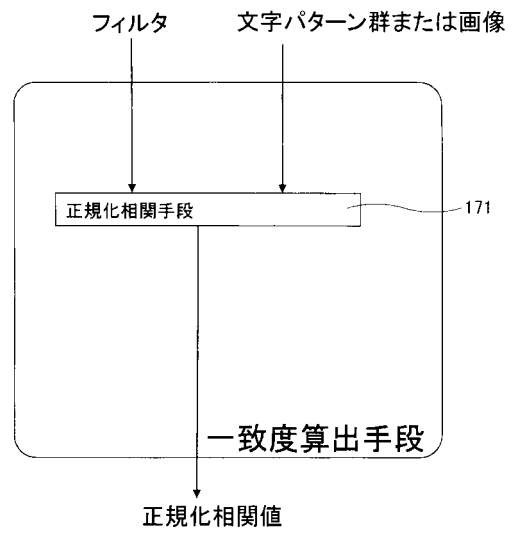 フィルタ
文字パターン群または画像
正規化相関手段
171
一致度算出手段
正規化相関値